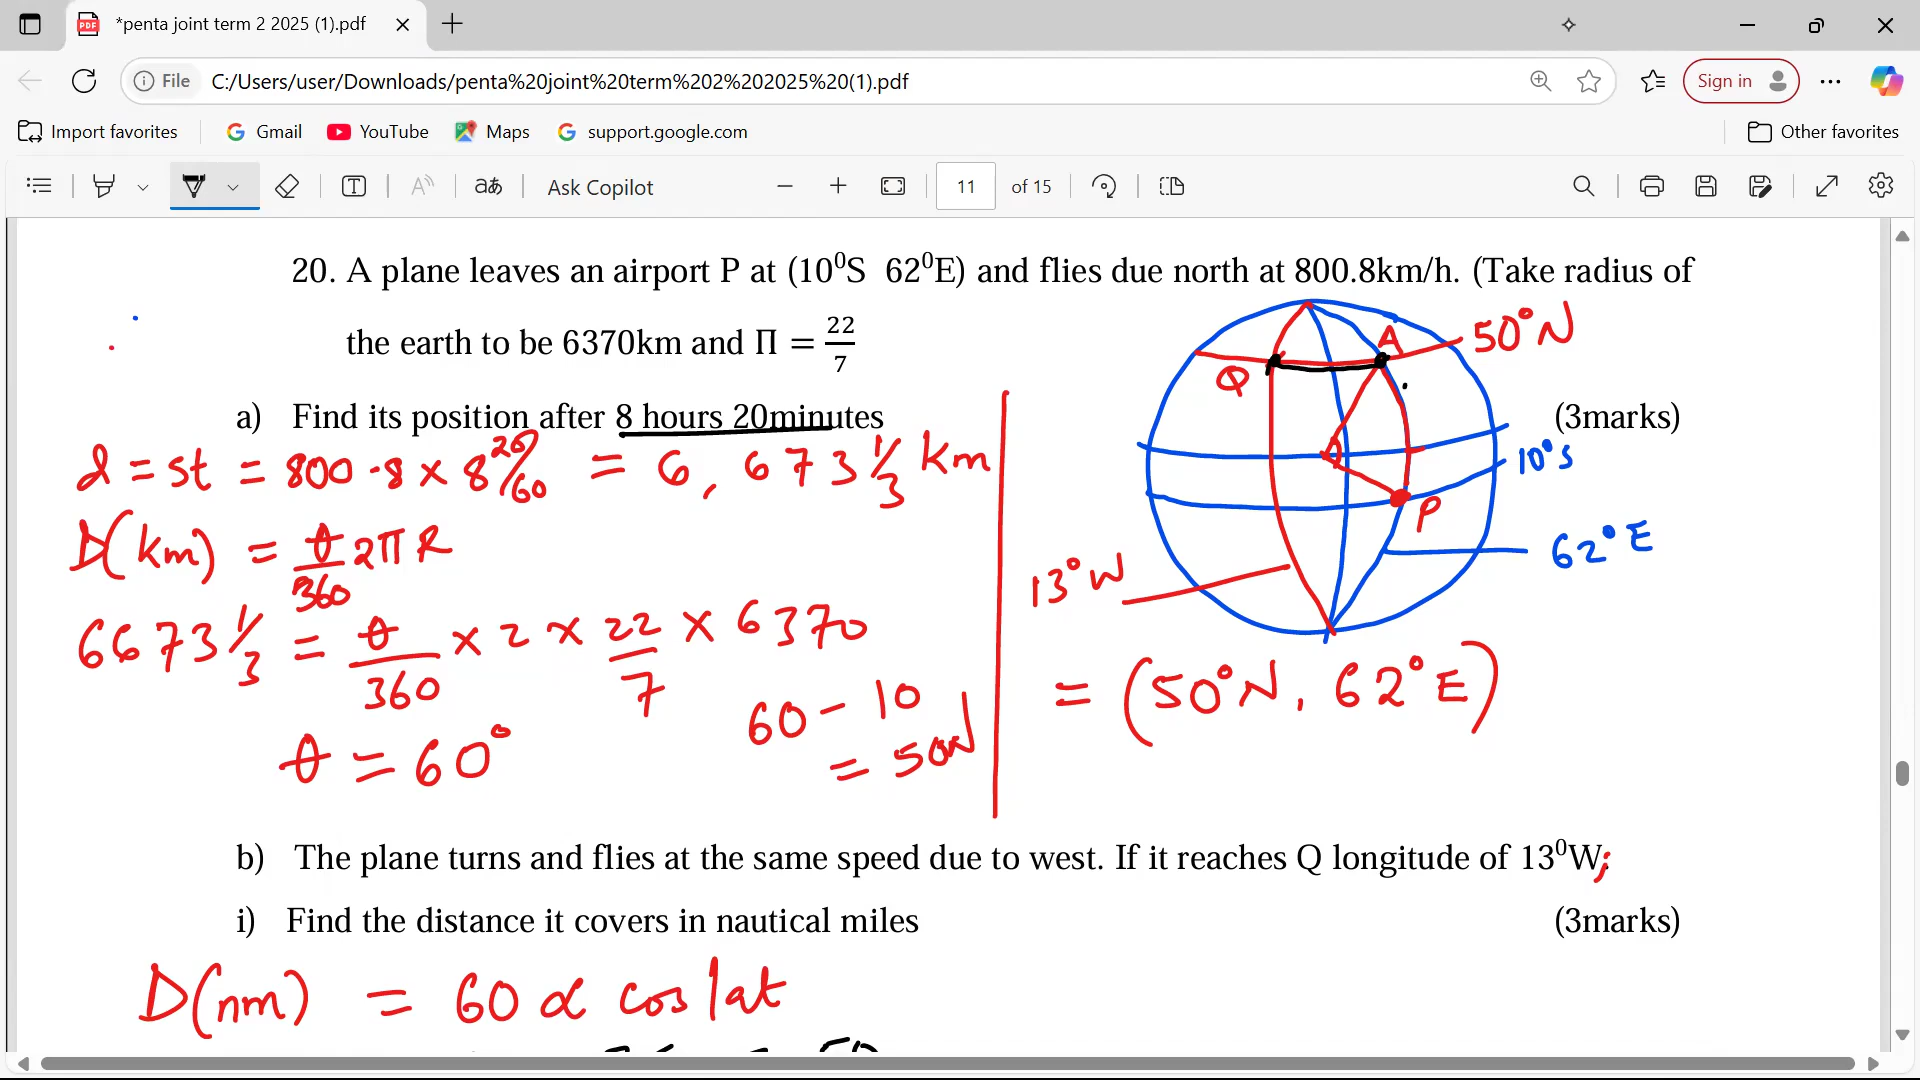 *penta joint term 2 2025 (1).pdf
File C:/Users/user/Downloads/penta%20joint%20term%202%202025%20(1).pdf
Sign in
Import favorites Gmail YouTube Maps support.google.com Other favorites
aあ Ask Copilot 11 of 15
20. A plane leaves an airport P at (10⁰S 62⁰E) and flies due north at 800.8km/h. (Take radius of
the earth to be 6370km and Π = 22/7
a) Find its position after 8 hours 20minutes (3marks)
d = st = 800.8 × 8 20/60 = 6,673 1/3 km
D(km) = θ/360 2πR
6673 1/3 = θ/360 × 2 × 22/7 × 6370
θ = 60°
60 - 10
= 50N
A
50°N
Q
10°S
P
62°E
13°W
= (50°N, 62°E)
b) The plane turns and flies at the same speed due to west. If it reaches Q longitude of 13⁰W;
i) Find the distance it covers in nautical miles (3marks)
D(nm) = 60 α cos lat